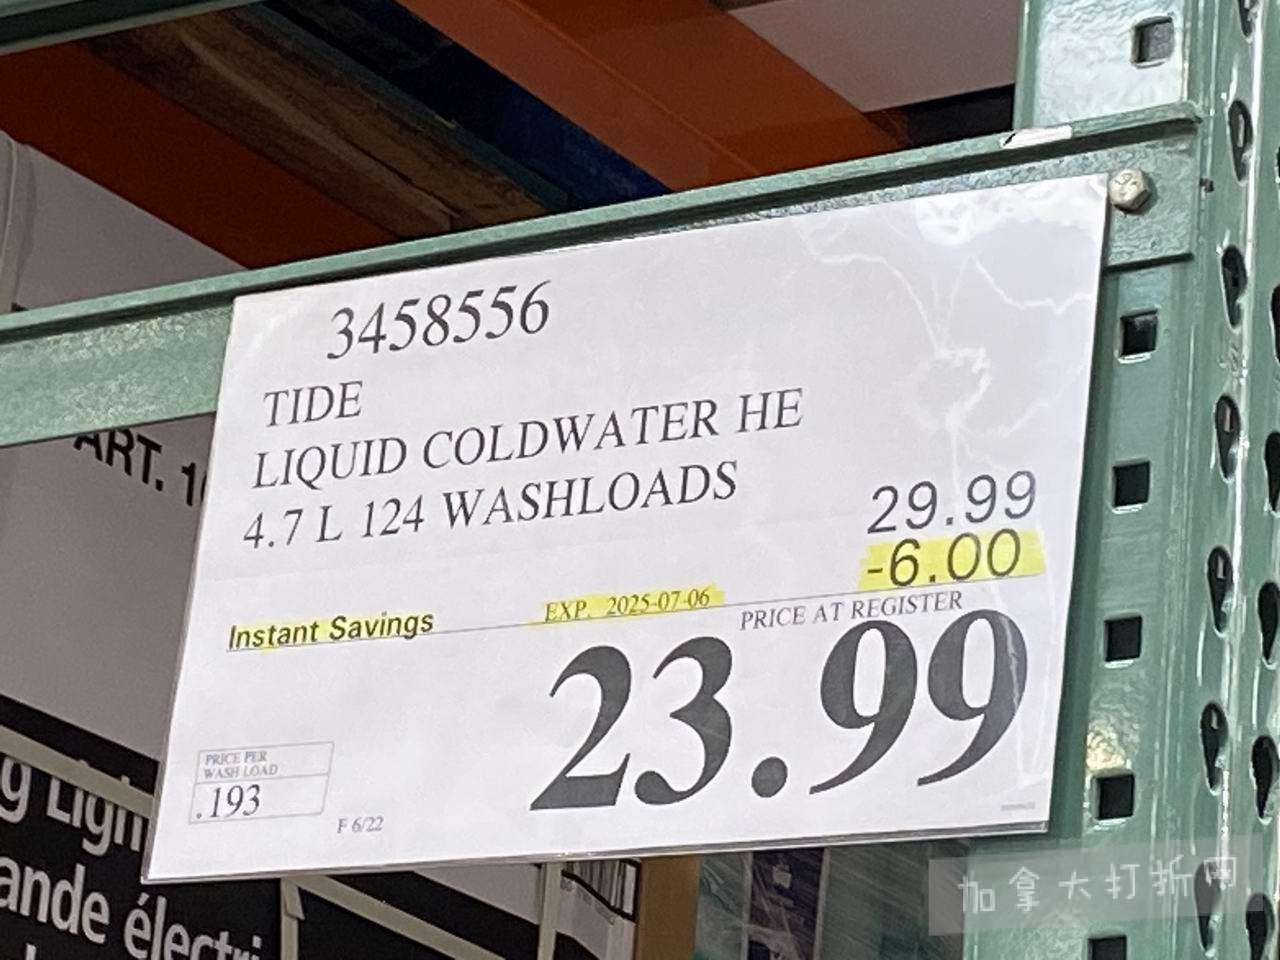 3458556
TIDE
LIQUID COLDWATER HE
4.7 L 124 WASHLOADS
29.99
-6.00
Instant Savings
EXP. 2025-07-06
PRICE AT REGISTER
23.99
PRICE PER
WASH LOAD
.193
F 6/22
ART. 10
g Ligh
ande électri
加拿大打折网